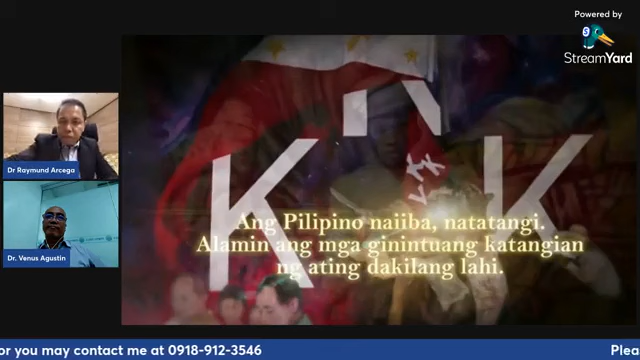 Powered by
StreamYard
Dr Raymund Arcega
Dr. Venus Agustin
K K
Ang Pilipino naiiba, natatangi.
Alamin ang mga ginintuang katangian
ng ating dakilang lahi.
or you may contact me at 0918-912-3546
Plea